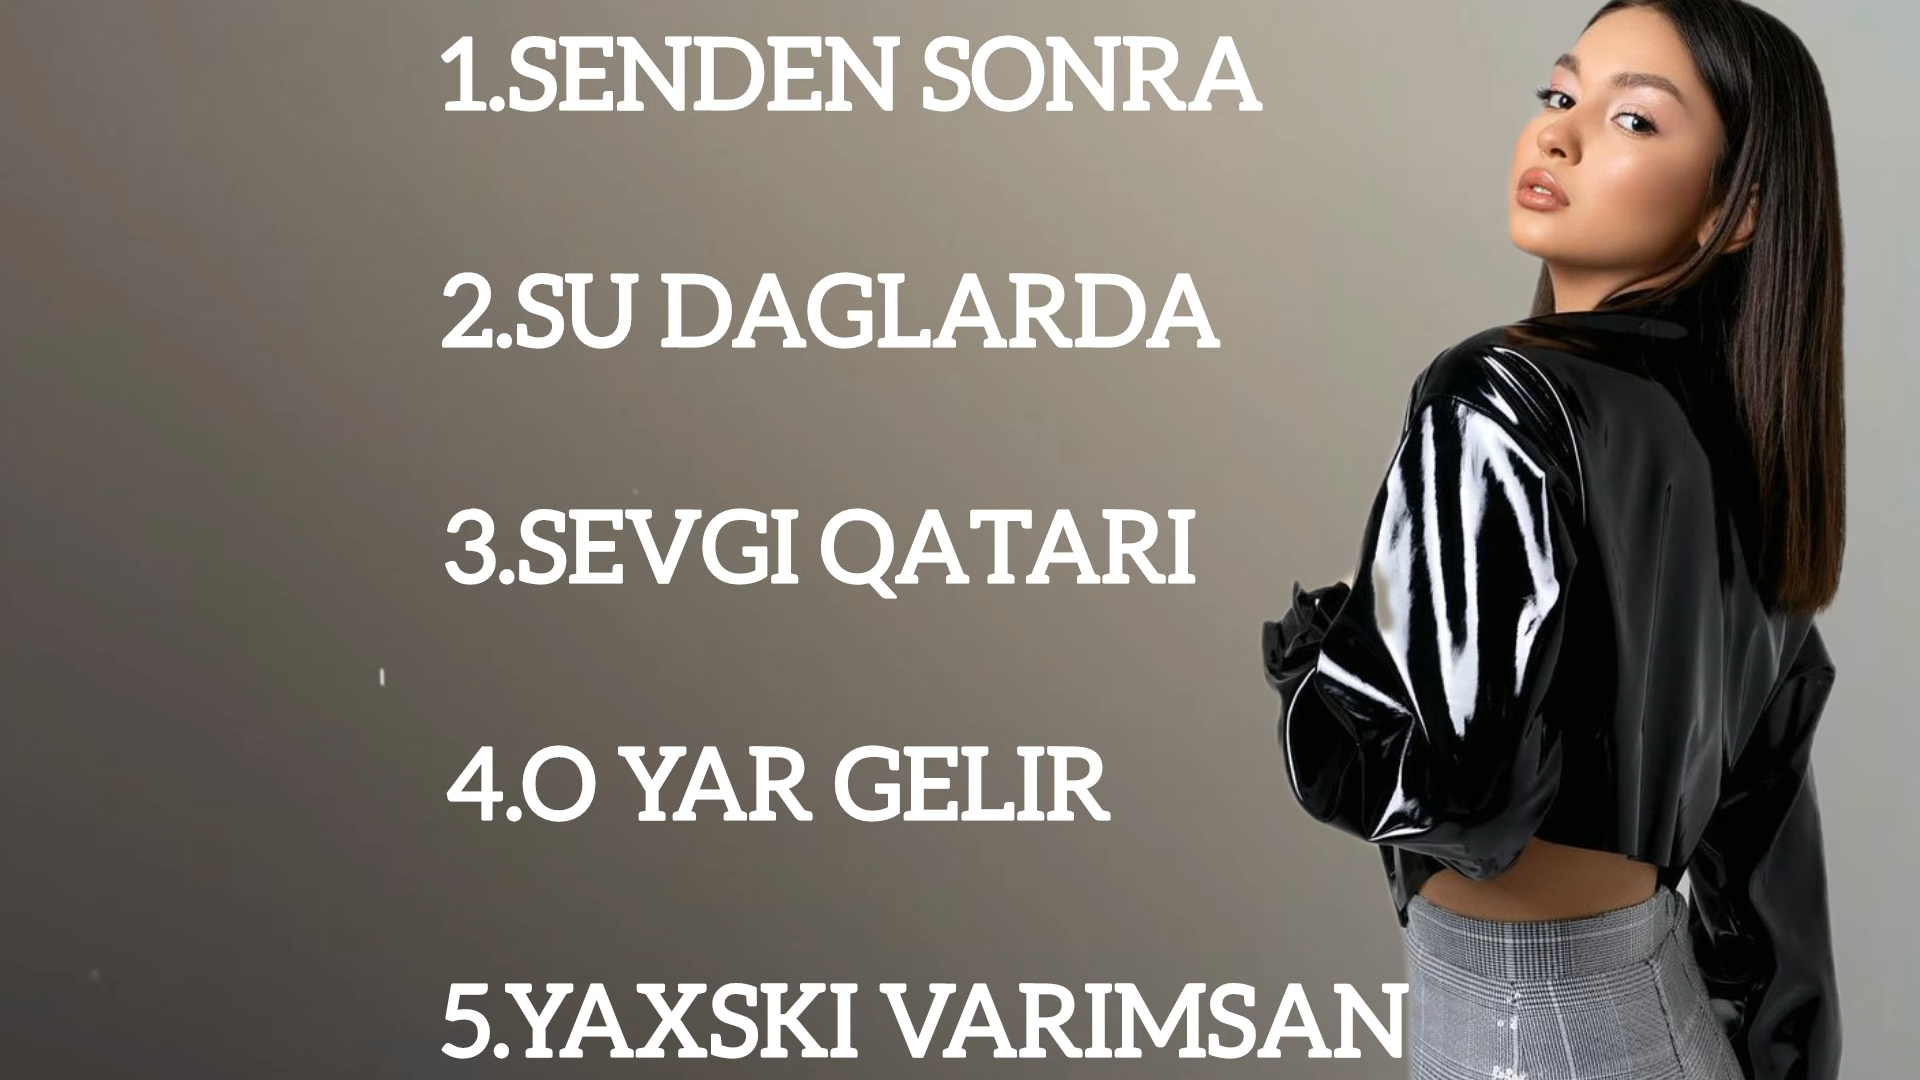 1.SENDEN SONRA
2.SU DAGLARDA
3.SEVGI QATARI
4.O YAR GELIR
5.YAXSKI VARIMSAN